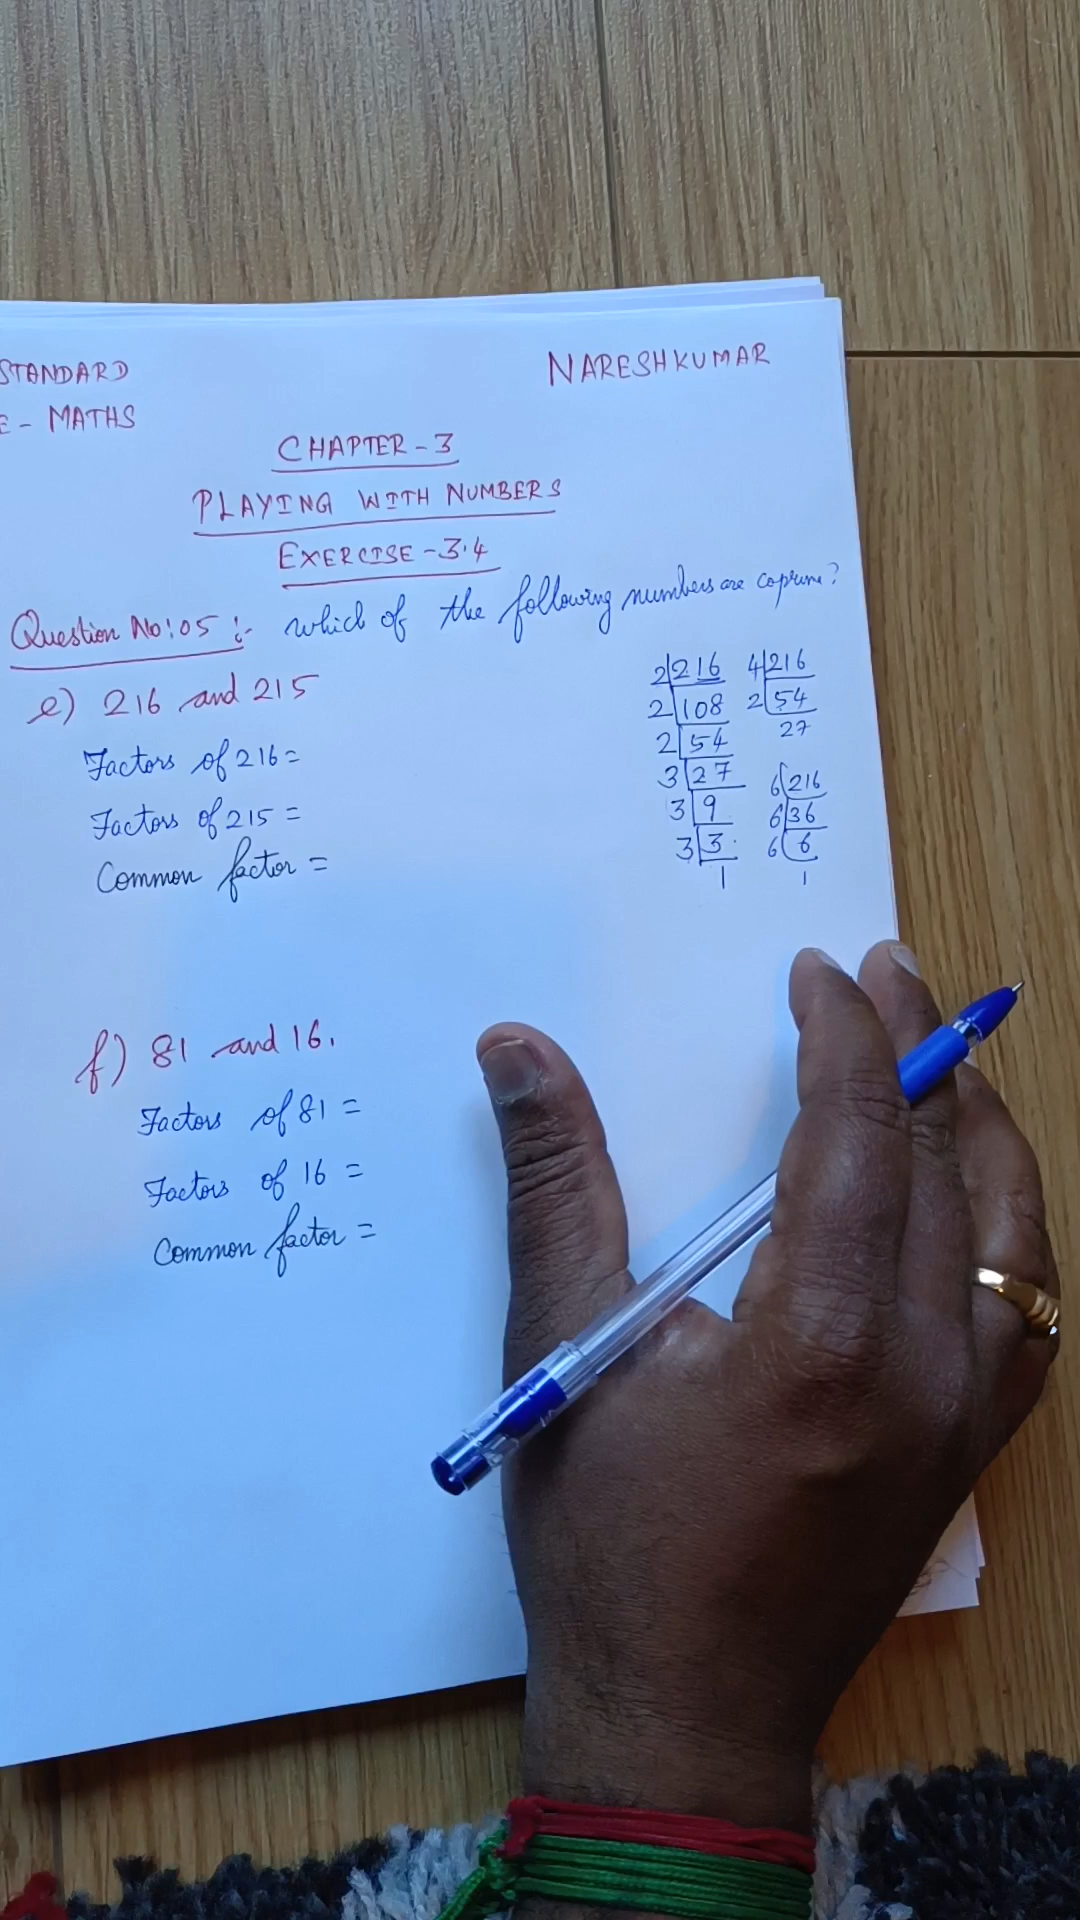 STANDARD
NARESHKUMAR
E - MATHS
CHAPTER - 3
PLAYING WITH NUMBERS
EXERCISE - 3.4
Question No:05 :- which of the following numbers are coprime?
e) 216 and 215
Factors of 216 =
Factors of 215 =
Common factor =
2 216
2 108
2 54
3 27
3 9
3 3
1
4 216
2 54
27
6 216
6 36
6 6
1
f) 81 and 16.
Factors of 81 =
Factors of 16 =
Common factor =